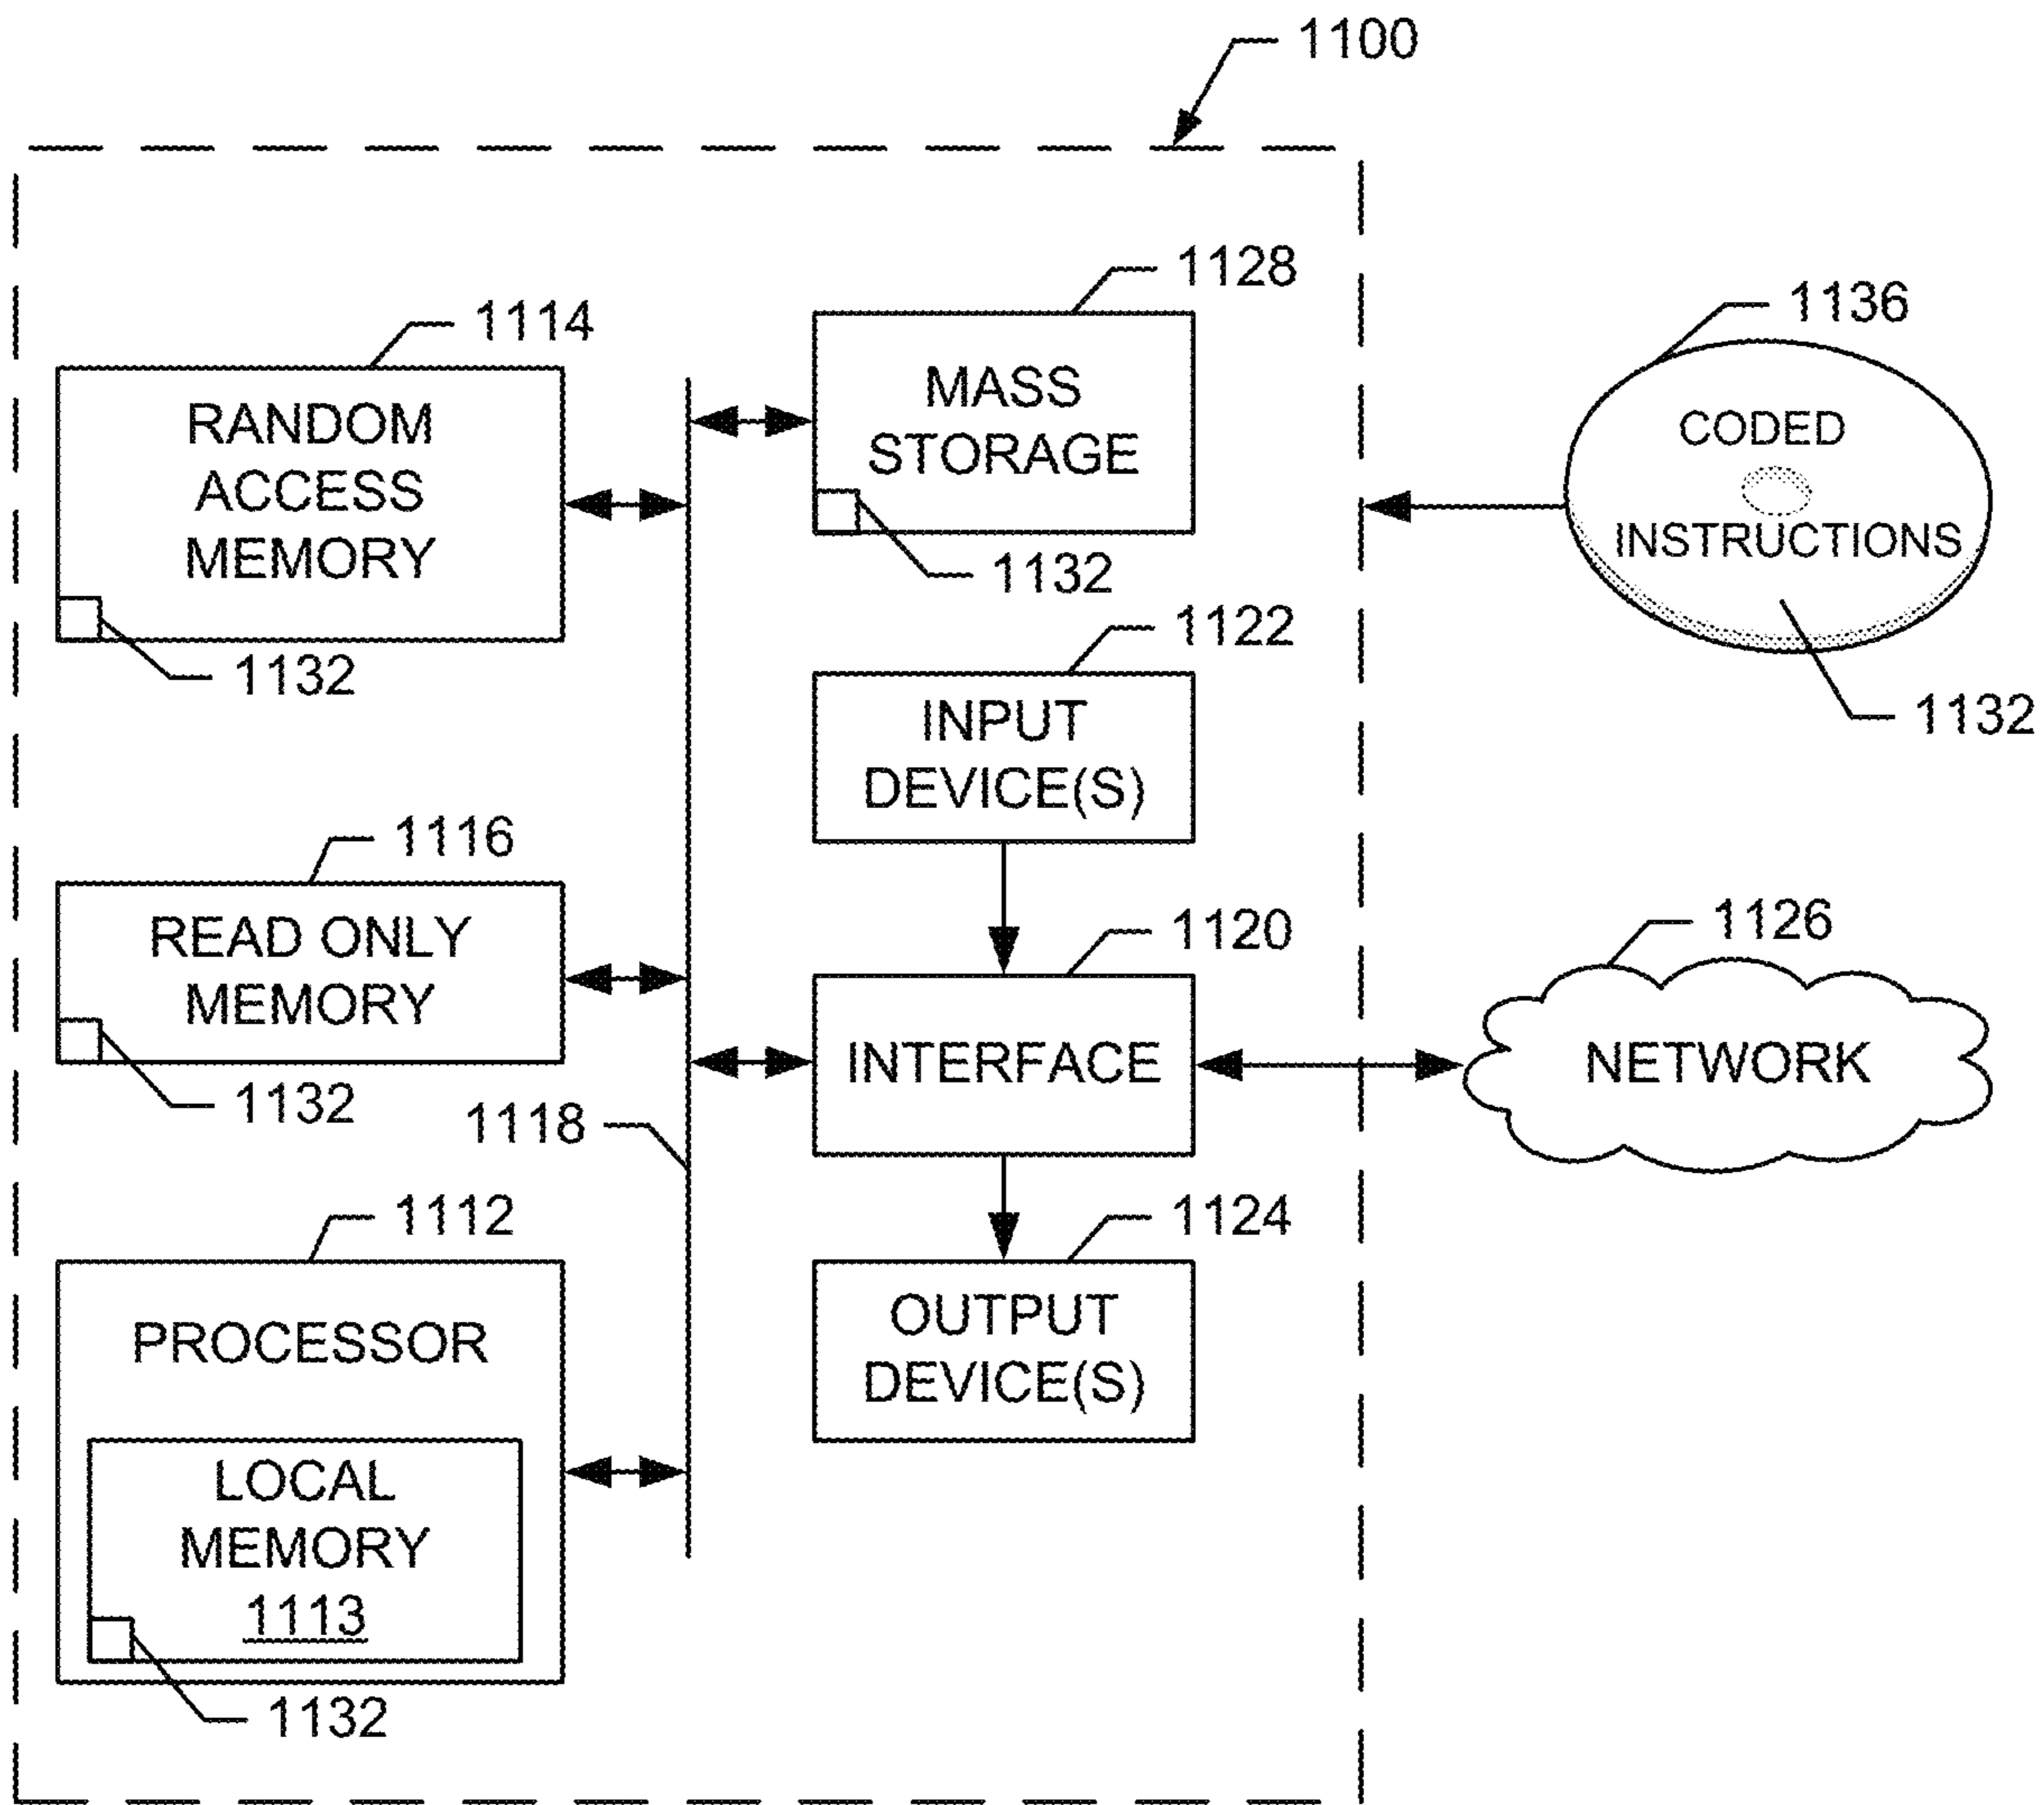 1100
1128
MASS
STORAGE
1132
1114
RANDOM
ACCESS
MEMORY
1132
1136
CODED
INSTRUCTIONS
1132
1122
INPUT
DEVICE(S)
1116
READ ONLY
MEMORY
1132
1120
INTERFACE
1126
NETWORK
1118
1112
PROCESSOR
LOCAL
MEMORY
1113
1132
1124
OUTPUT
DEVICE(S)